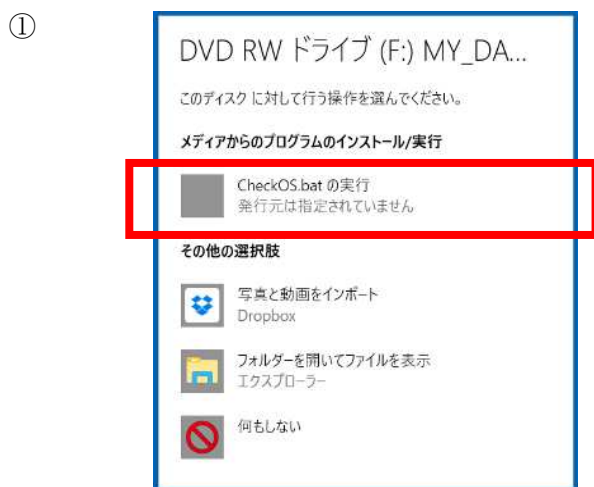 ①
DVD RW ドライブ (F:) MY_DA...
このディスク に対して行う操作を選んでください。
メディアからのプログラムのインストール/実行
CheckOS.bat の実行
発行元は指定されていません
その他の選択肢
写真と動画をインポート
Dropbox
フォルダーを開いてファイルを表示
エクスプローラー
何もしない